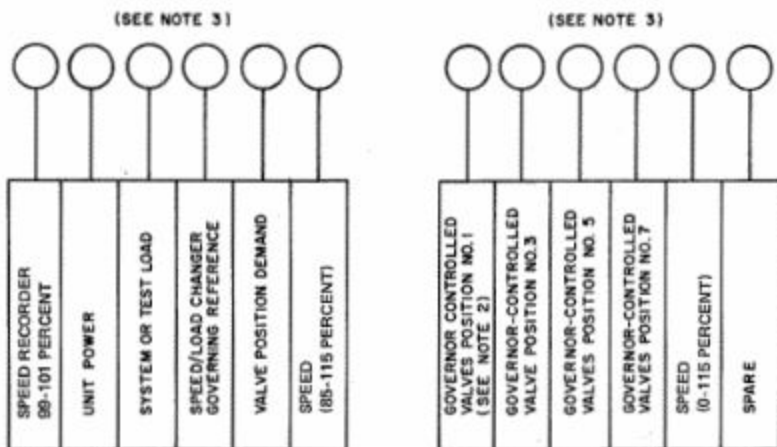 (SEE NOTE 3)
(SEE NOTE 3)
SPEED RECORDER
99-101 PERCENT
UNIT POWER
SYSTEM OR TEST LOAD
SPEED/LOAD CHANGER
GOVERNING REFERENCE
VALVE POSITION DEMAND
SPEED
(85-115 PERCENT)
GOVERNOR CONTROLLED
VALVES POSITION NO.1
(SEE NOTE 2)
GOVERNOR-CONTROLLED
VALVE POSITION NO.3
GOVERNOR-CONTROLLED
VALVES POSITION NO. 5
GOVERNOR-CONTROLLED
VALVES POSITION NO.7
SPEED
(0-115 PERCENT)
SPARE